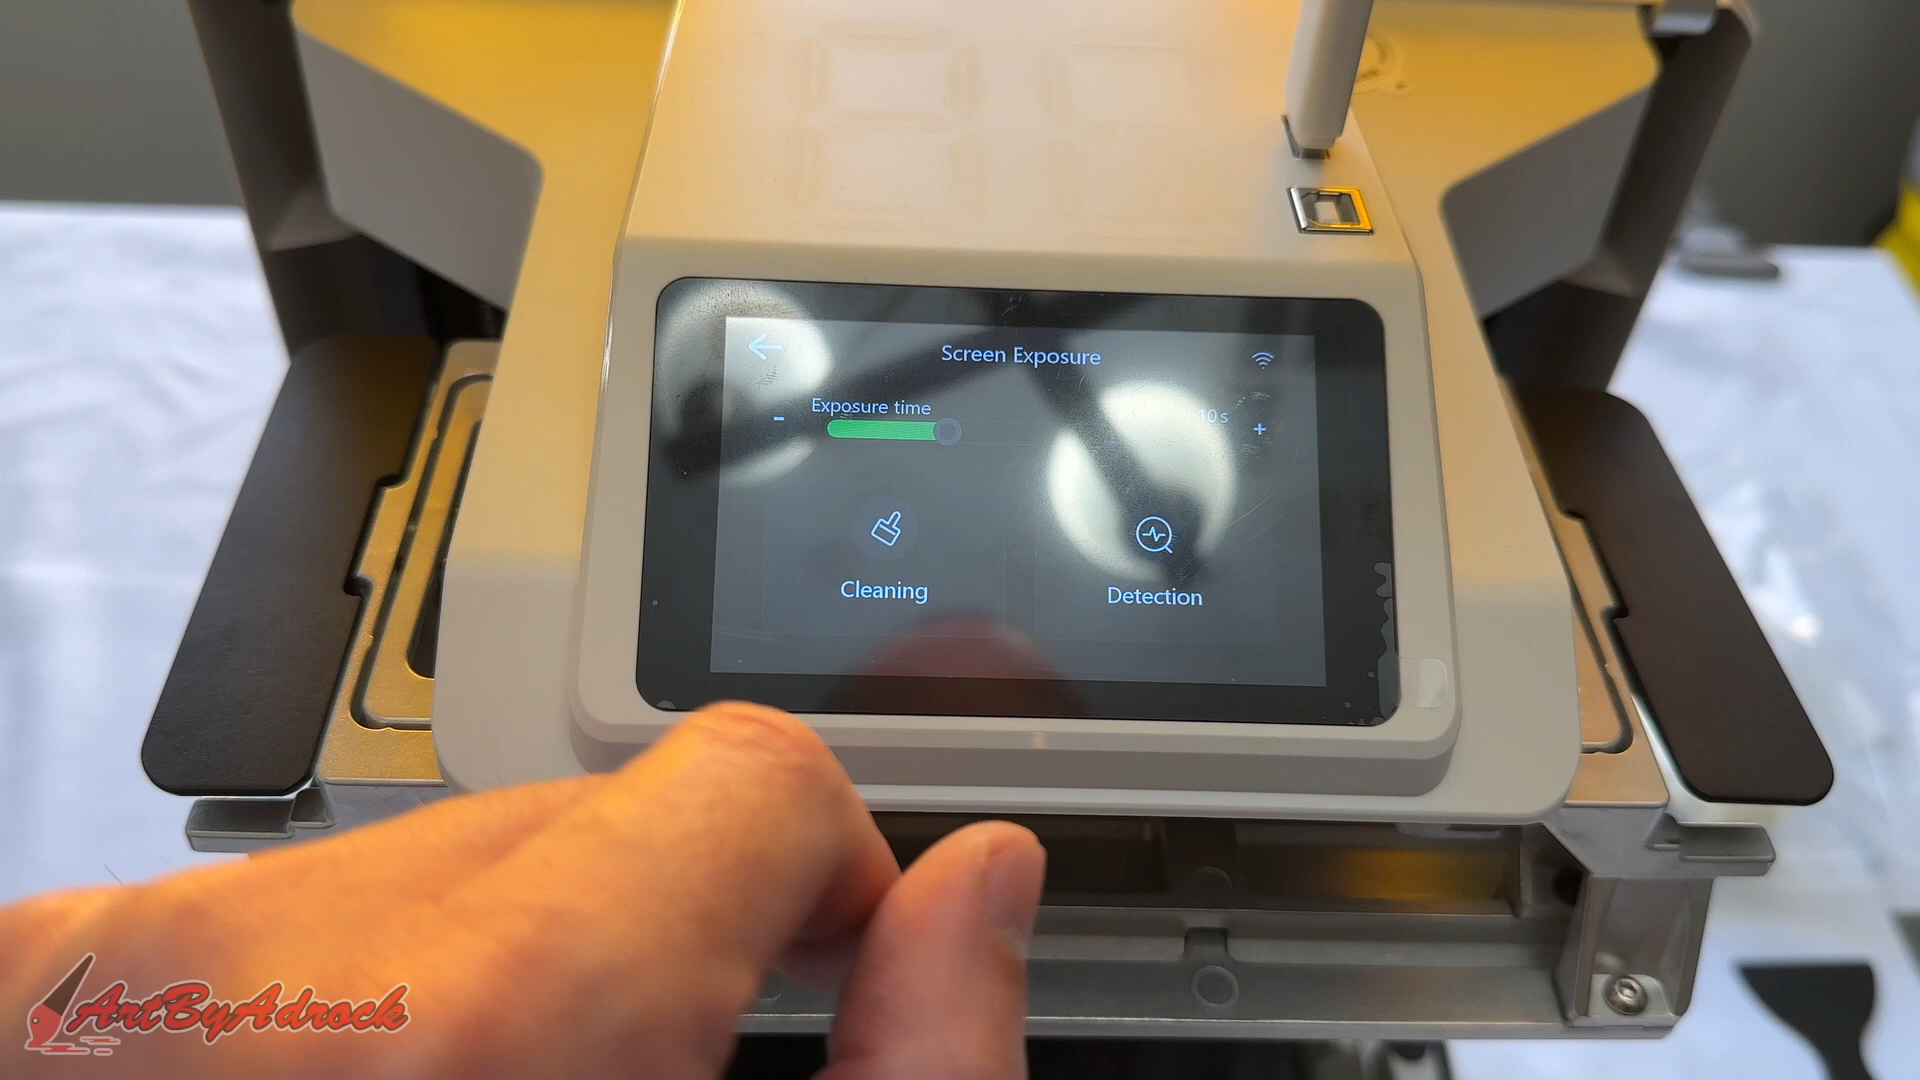 Screen Exposure
Exposure time
10s
- +
Cleaning
Detection
ArtByAdrock